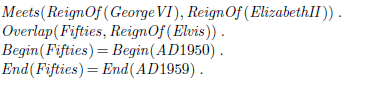 Meets(ReignOf(GeorgeVI), ReignOf(ElizabethII)) .
Overlap(Fifties, ReignOf(Elvis)) .
Begin(Fifties) = Begin(AD1950) .
End(Fifties) = End(AD1959) .